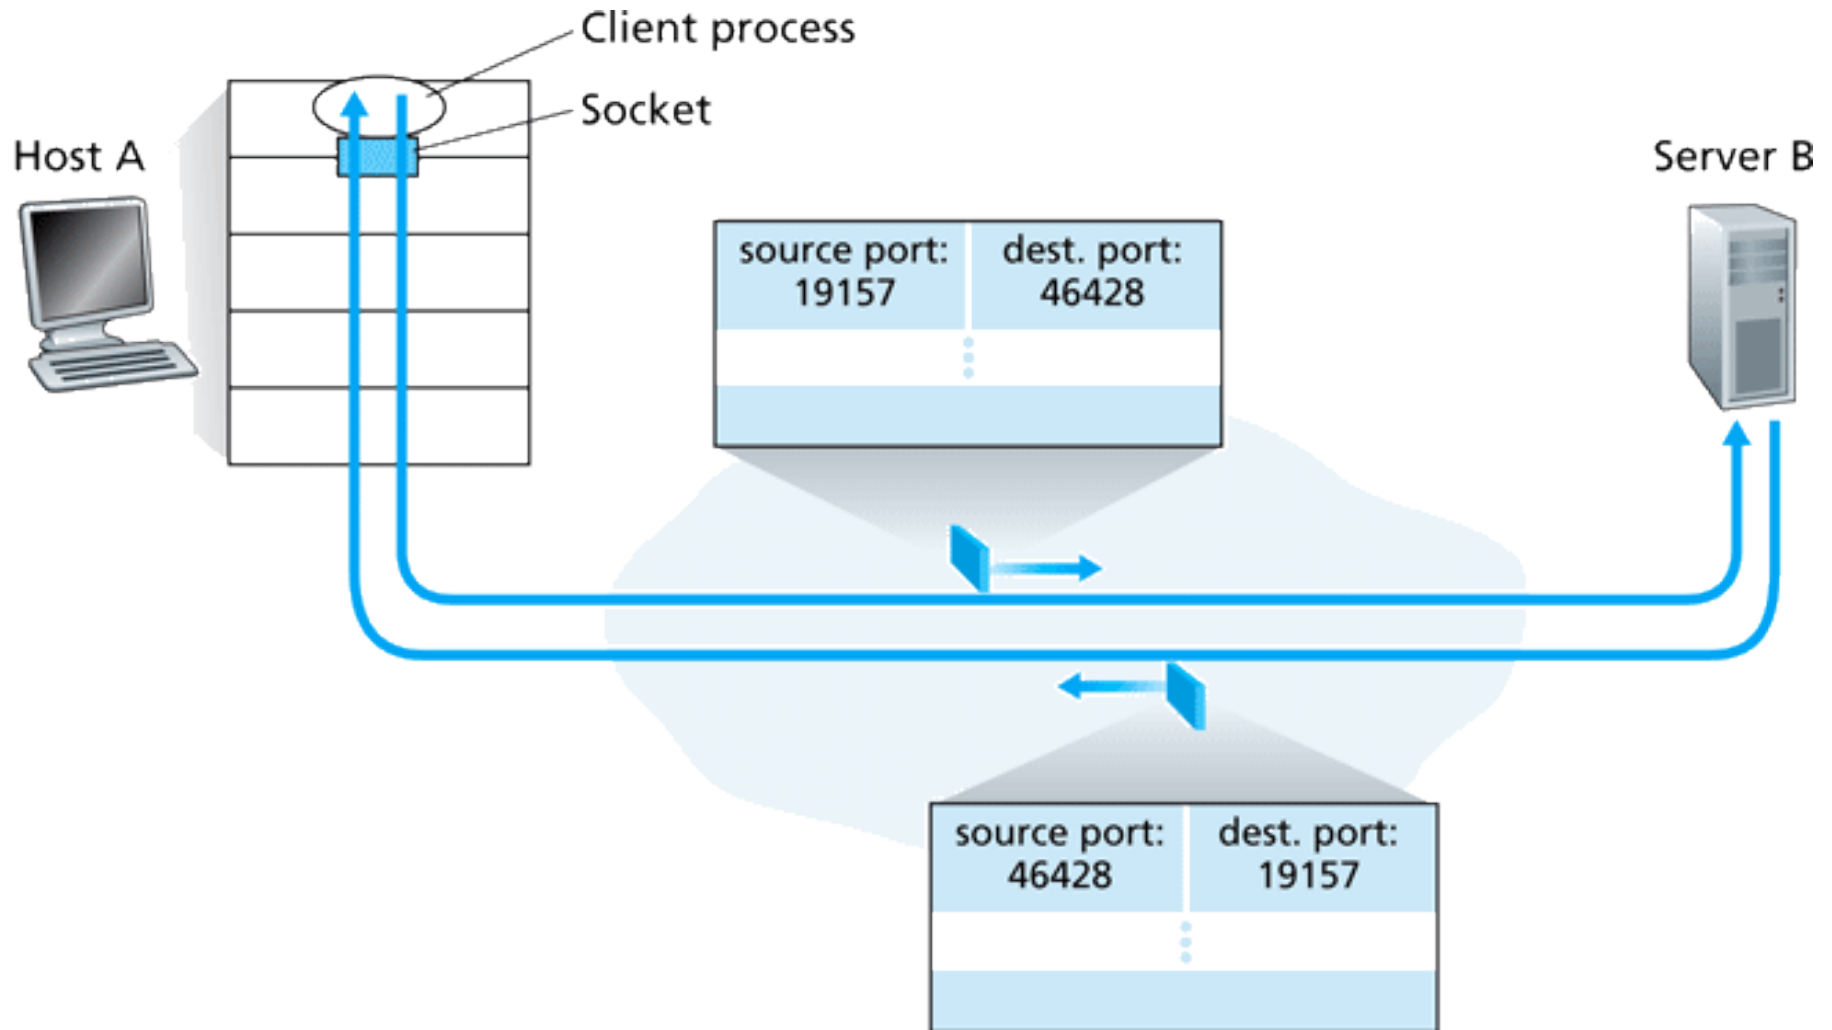 Client process
Socket
Host A
Server B
source port:
19157
dest. port:
46428
source port:
46428
dest. port:
19157